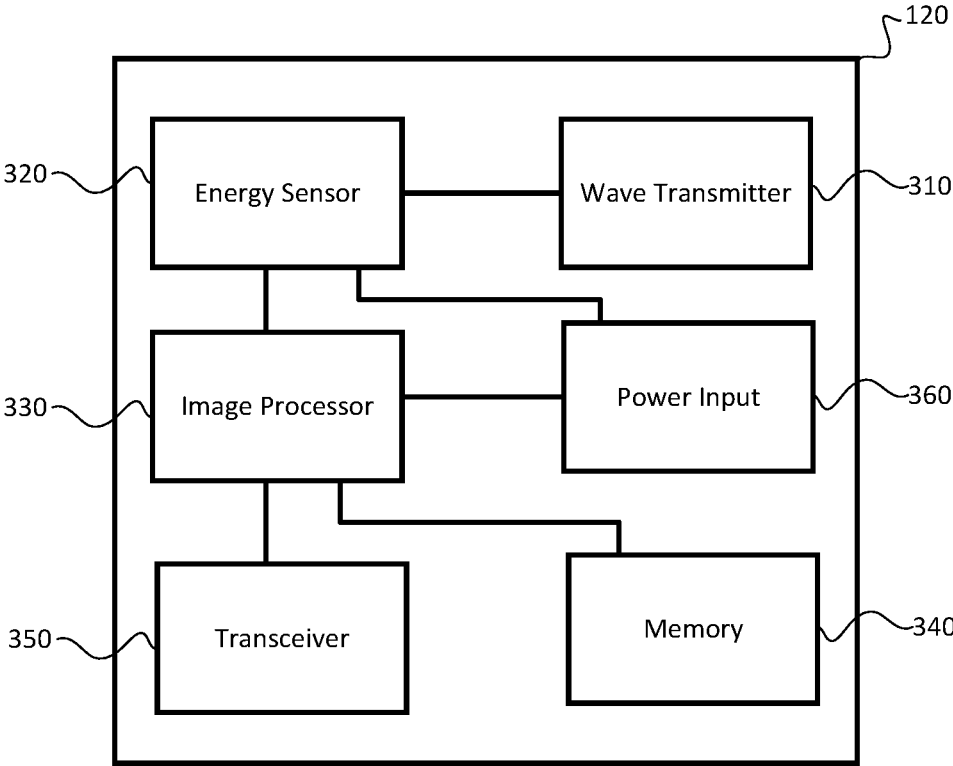 120
320
Energy Sensor
Wave Transmitter
310
330
Image Processor
Power Input
360
350
Transceiver
Memory
340